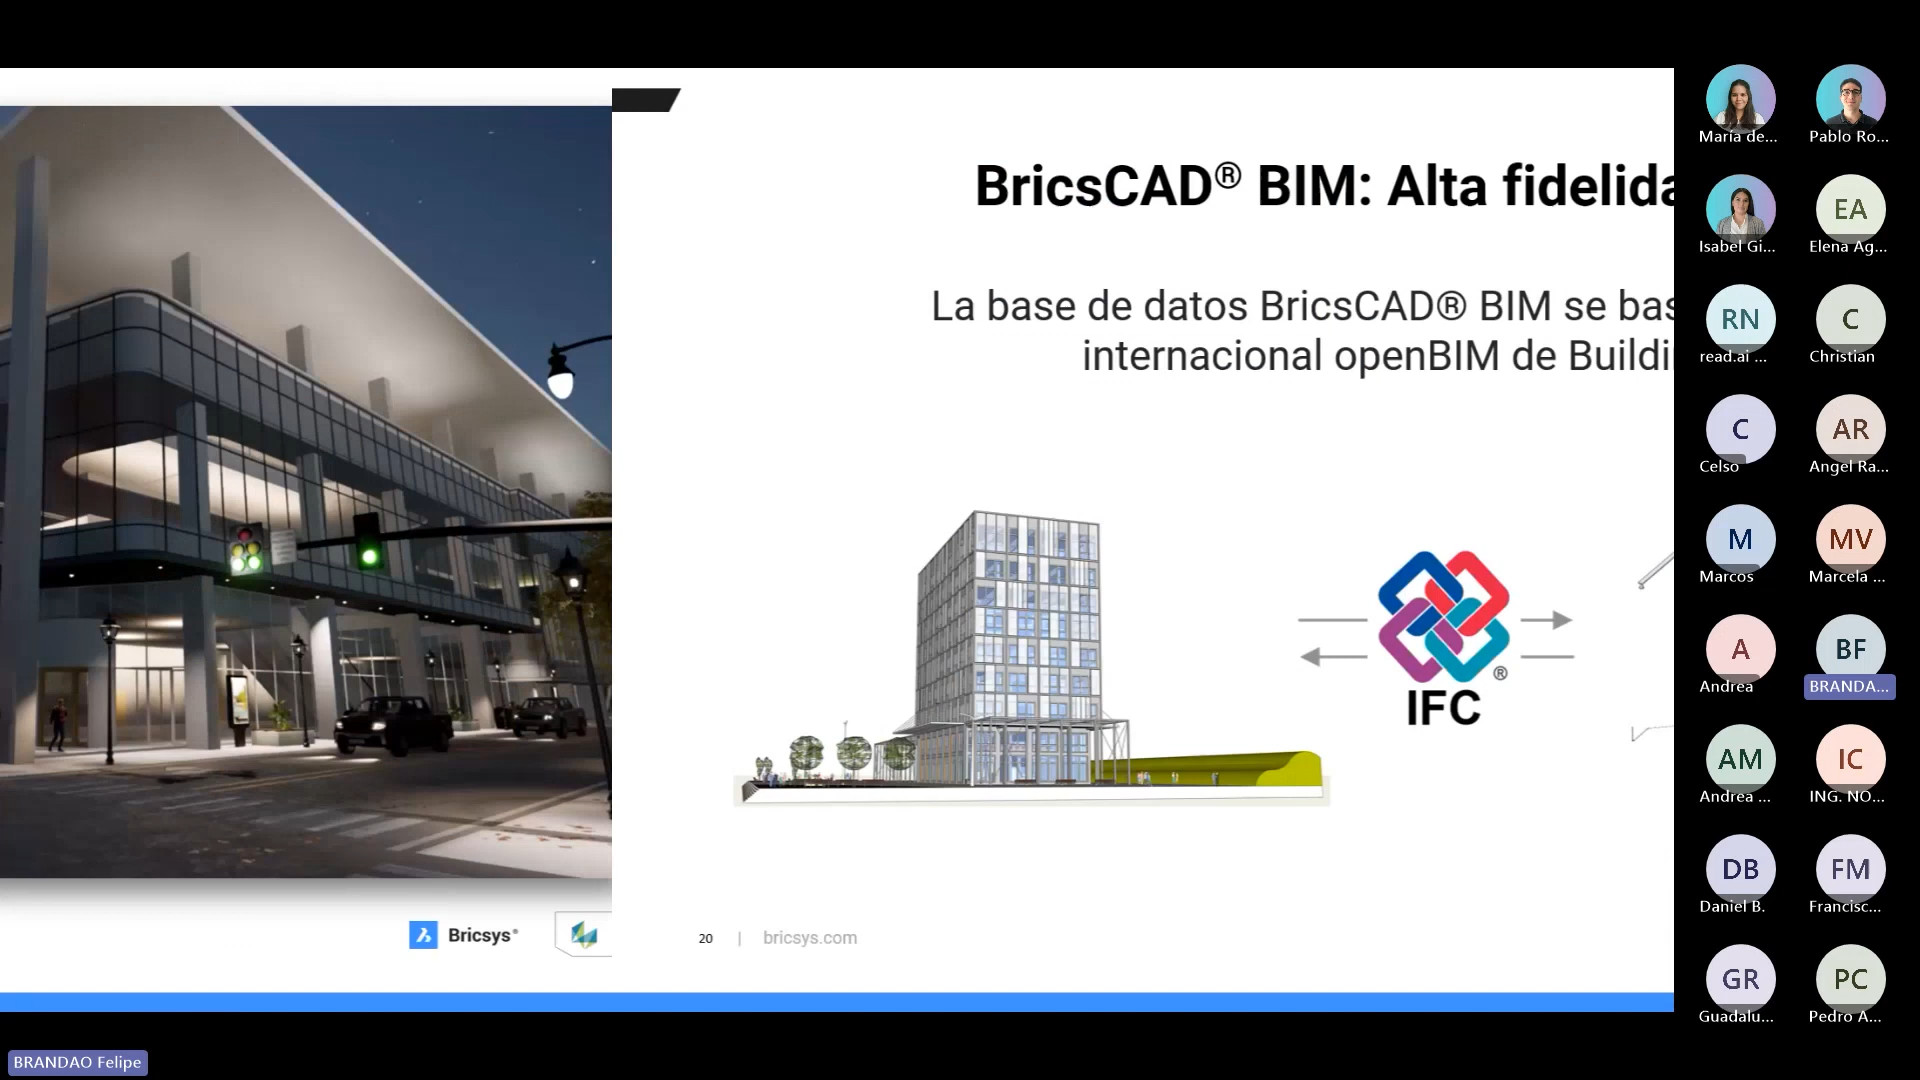 BricsCAD® BIM: Alta fidelida
La base de datos BricsCAD® BIM se bas
internacional openBIM de Buildi
®
IFC
Bricsys®
20 | bricsys.com
María de...
Pablo Ro...
Isabel Gi...
EA
Elena Ag...
RN
read.ai ...
C
Christian
C
Celso
AR
Angel Ra...
M
Marcos
MV
Marcela ...
A
Andrea
BF
BRANDA...
AM
Andrea ...
IC
ING. NO...
DB
Daniel B.
FM
Francisc...
GR
Guadalu...
PC
Pedro A...
BRANDAO Felipe